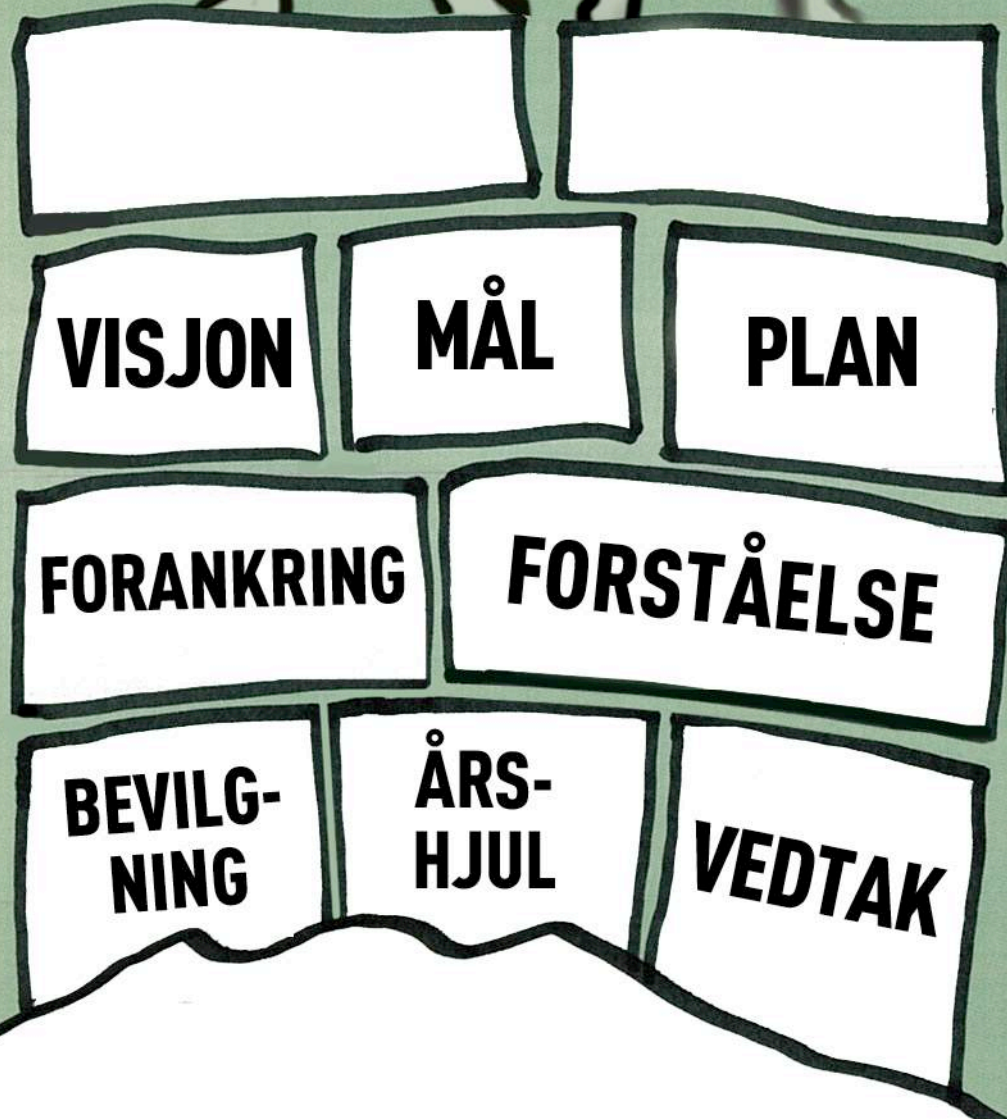 VISJON
MÅL
PLAN
FORANKRING
FORSTÅELSE
BEVILG-
NING
ÅRS-
HJUL
VEDTAK